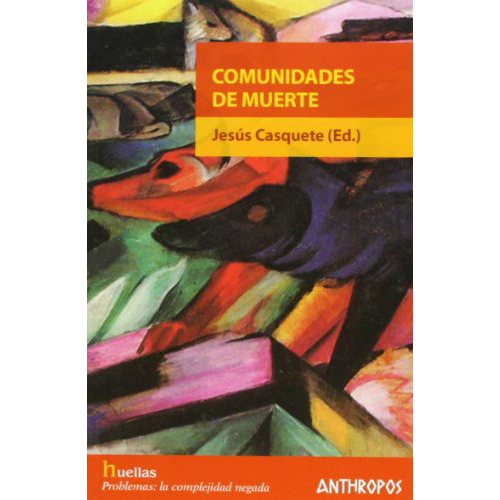 COMUNIDADES
DE MUERTE
Jesús Casquete (Ed.)
huellas
Problemas: la complejidad negada
ANTHROPOS